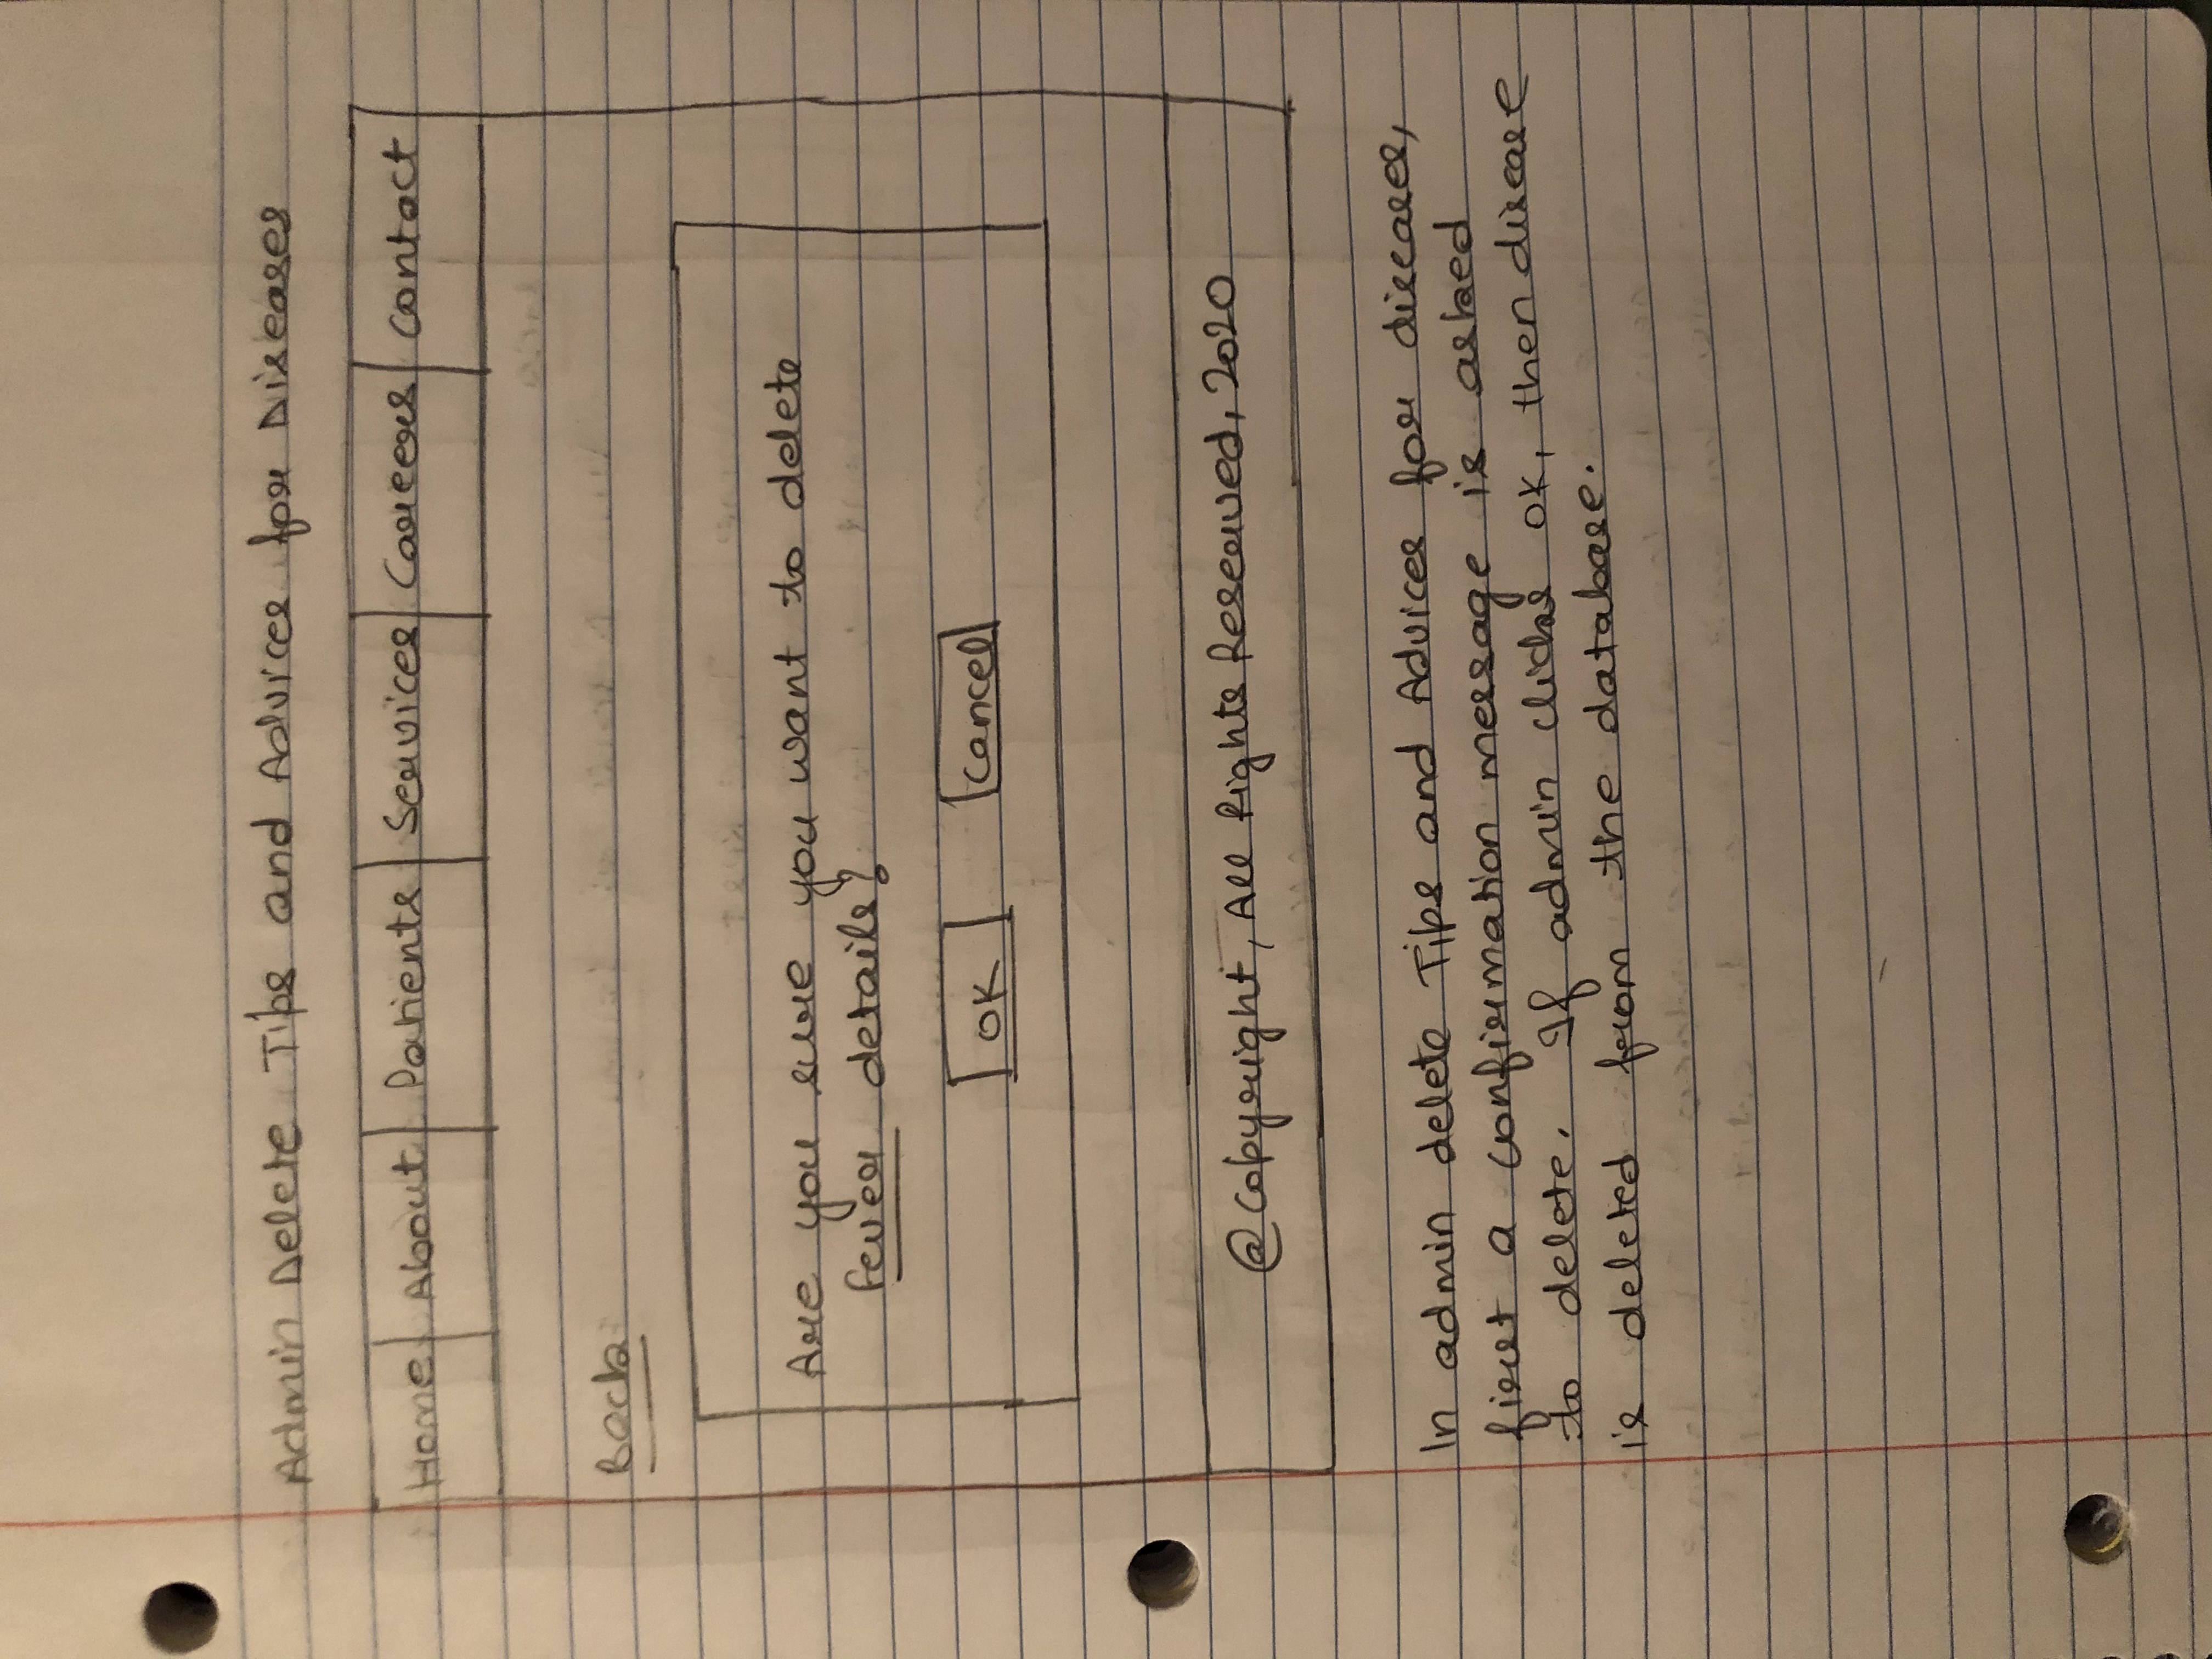 Admin Delete Tips and Advices for Diseases
Home About Patients Services Careers Contact
Back
Are you sure you want to delete
fever details?
OK Cancel
@Copyright, All Rights Reserved, 2020
In admin delete Tips and Advices for diseases,
first a confirmation message is asked
to delete. If admin clicks OK, then disease
is deleted from the database.